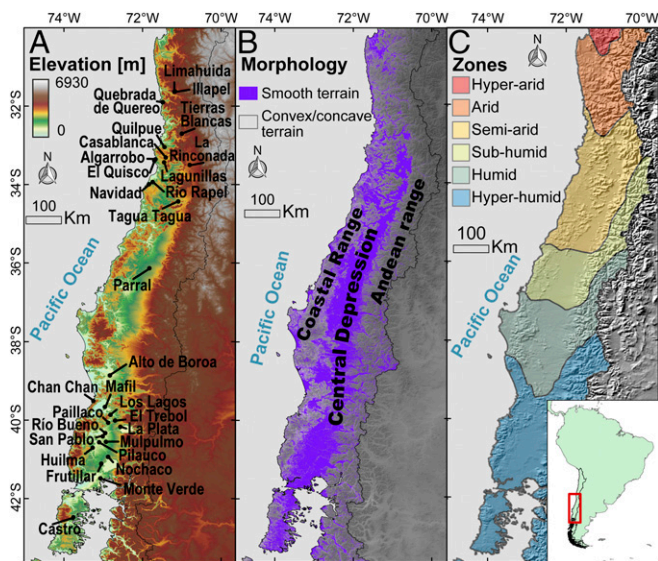 74°W
72°W
70°W
74°W
72°W
70°W
74°W
72°W
70°W
A
Elevation [m]
6930
0
Limahuida
Illapel
Quebrada
de Quereo
Tierras
Blancas
Quilpue
La
Casablanca
Rinconada
Algarrobo
El Quisco
Lagunillas
Navidad
Rio Rapel
100
Km
Tagua Tagua
Pacific Ocean
Parral
Alto de Boroa
Chan Chan
Mafil
Los Lagos
Paillaco
El Trebol
Río Bueno
La Plata
San Pablo
Mulpulmo
Pilauco
Huilma
Nochaco
Frutillar
Monte Verde
Castro
32°S
34°S
36°S
38°S
40°S
42°S
B
Morphology
Smooth terrain
Convex/concave
terrain
100
Km
Pacific Ocean
Coastal Range
Central Depression
Andean range
C
Zones
Hyper-arid
Arid
Semi-arid
Sub-humid
Humid
Hyper-humid
100
Km
Pacific Ocean